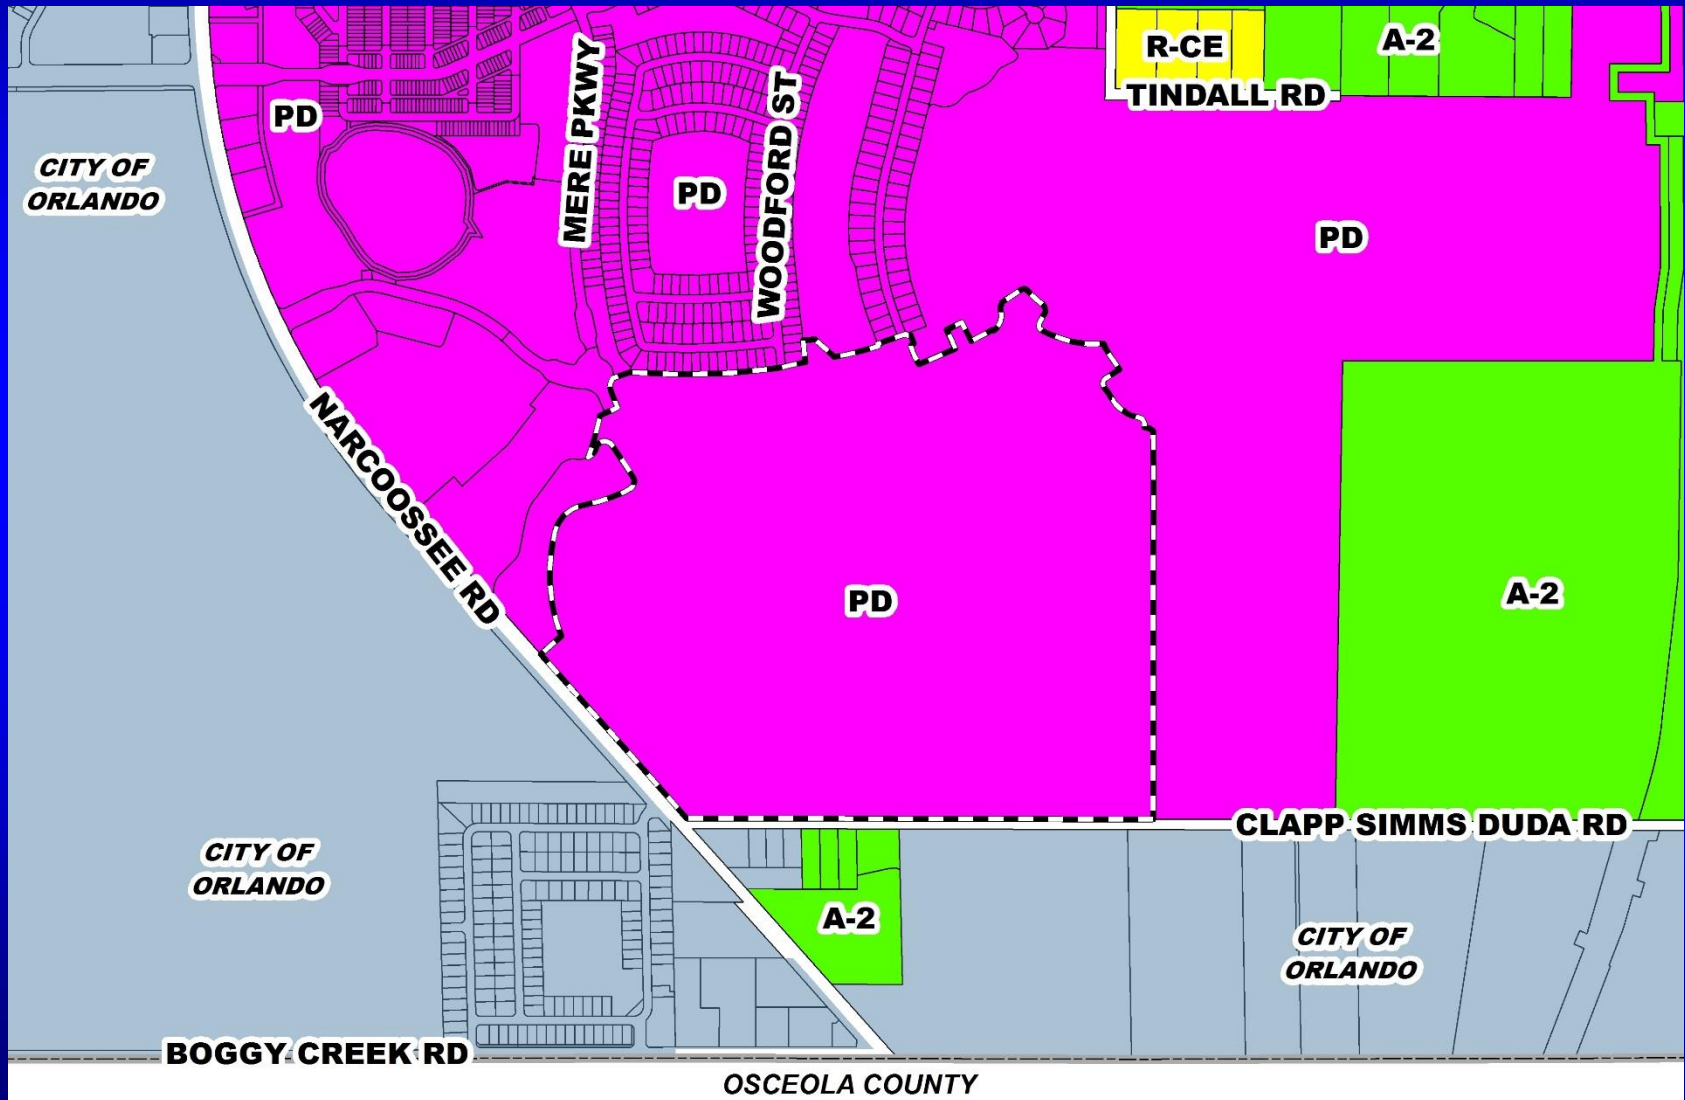 R-CE
A-2
TINDALL RD
PD
MERE PKWY
WOODFORD ST
CITY OF
ORLANDO
PD
PD
NARCOOSSEE RD
PD
A-2
CLAPP SIMMS DUDA RD
CITY OF
ORLANDO
A-2
CITY OF
ORLANDO
BOGGY CREEK RD
OSCEOLA COUNTY